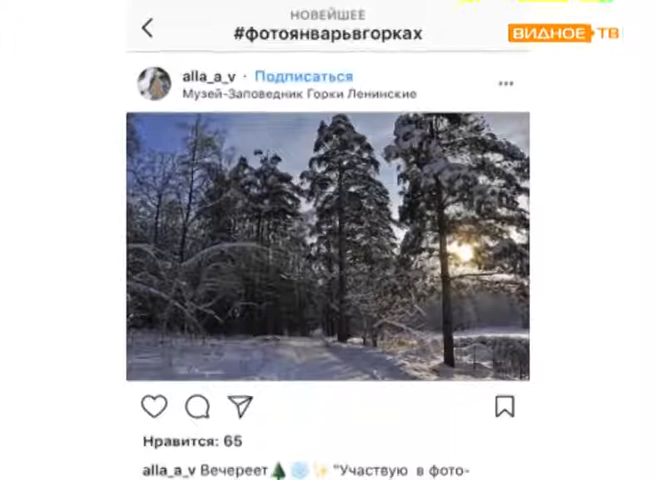 НОВЕЙШЕЕ
#фотоянварьвгорках
ВИДНОЕ ТВ
alla_a_v · Подписаться
Музей-Заповедник Горки Ленинские
Нравится: 65
alla_a_v Вечереет🌲❄️✨ "Участвую в фото-